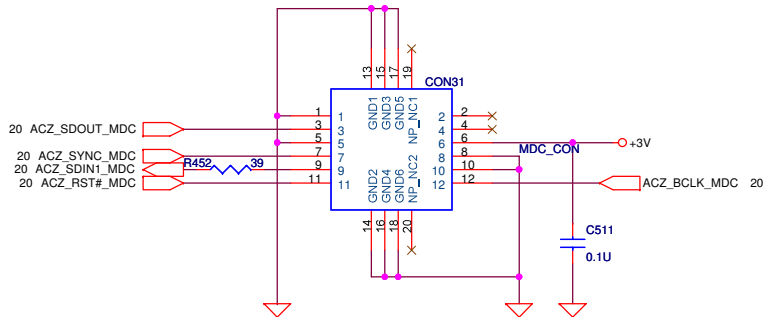 13
15
17
19
CON31
GND1
GND3
GND5
NP_NC1
1 1 2 2
20 ACZ_SDOUT_MDC 3 3 4 4
5 5 6 6 +3V
MDC_CON
20 ACZ_SYNC_MDC 7 7 8 8
20 ACZ_SDIN1_MDC R452 39 9 9 10 10
20 ACZ_RST#_MDC 11 11 12 12 ACZ_BCLK_MDC 20
GND2
GND4
GND6
NP_NC2
14
16
18
20
C511
0.1U